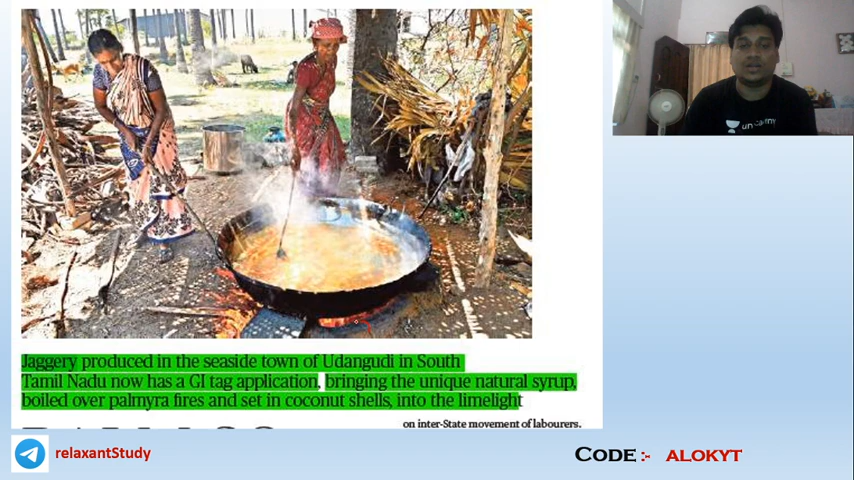 unacademy
Jaggery produced in the seaside town of Udangudi in South
Tamil Nadu now has a GI tag application, bringing the unique natural syrup,
boiled over palmyra fires and set in coconut shells, into the limelight
on inter-State movement of labourers.
relaxantStudy
CODE :- ALOKYT